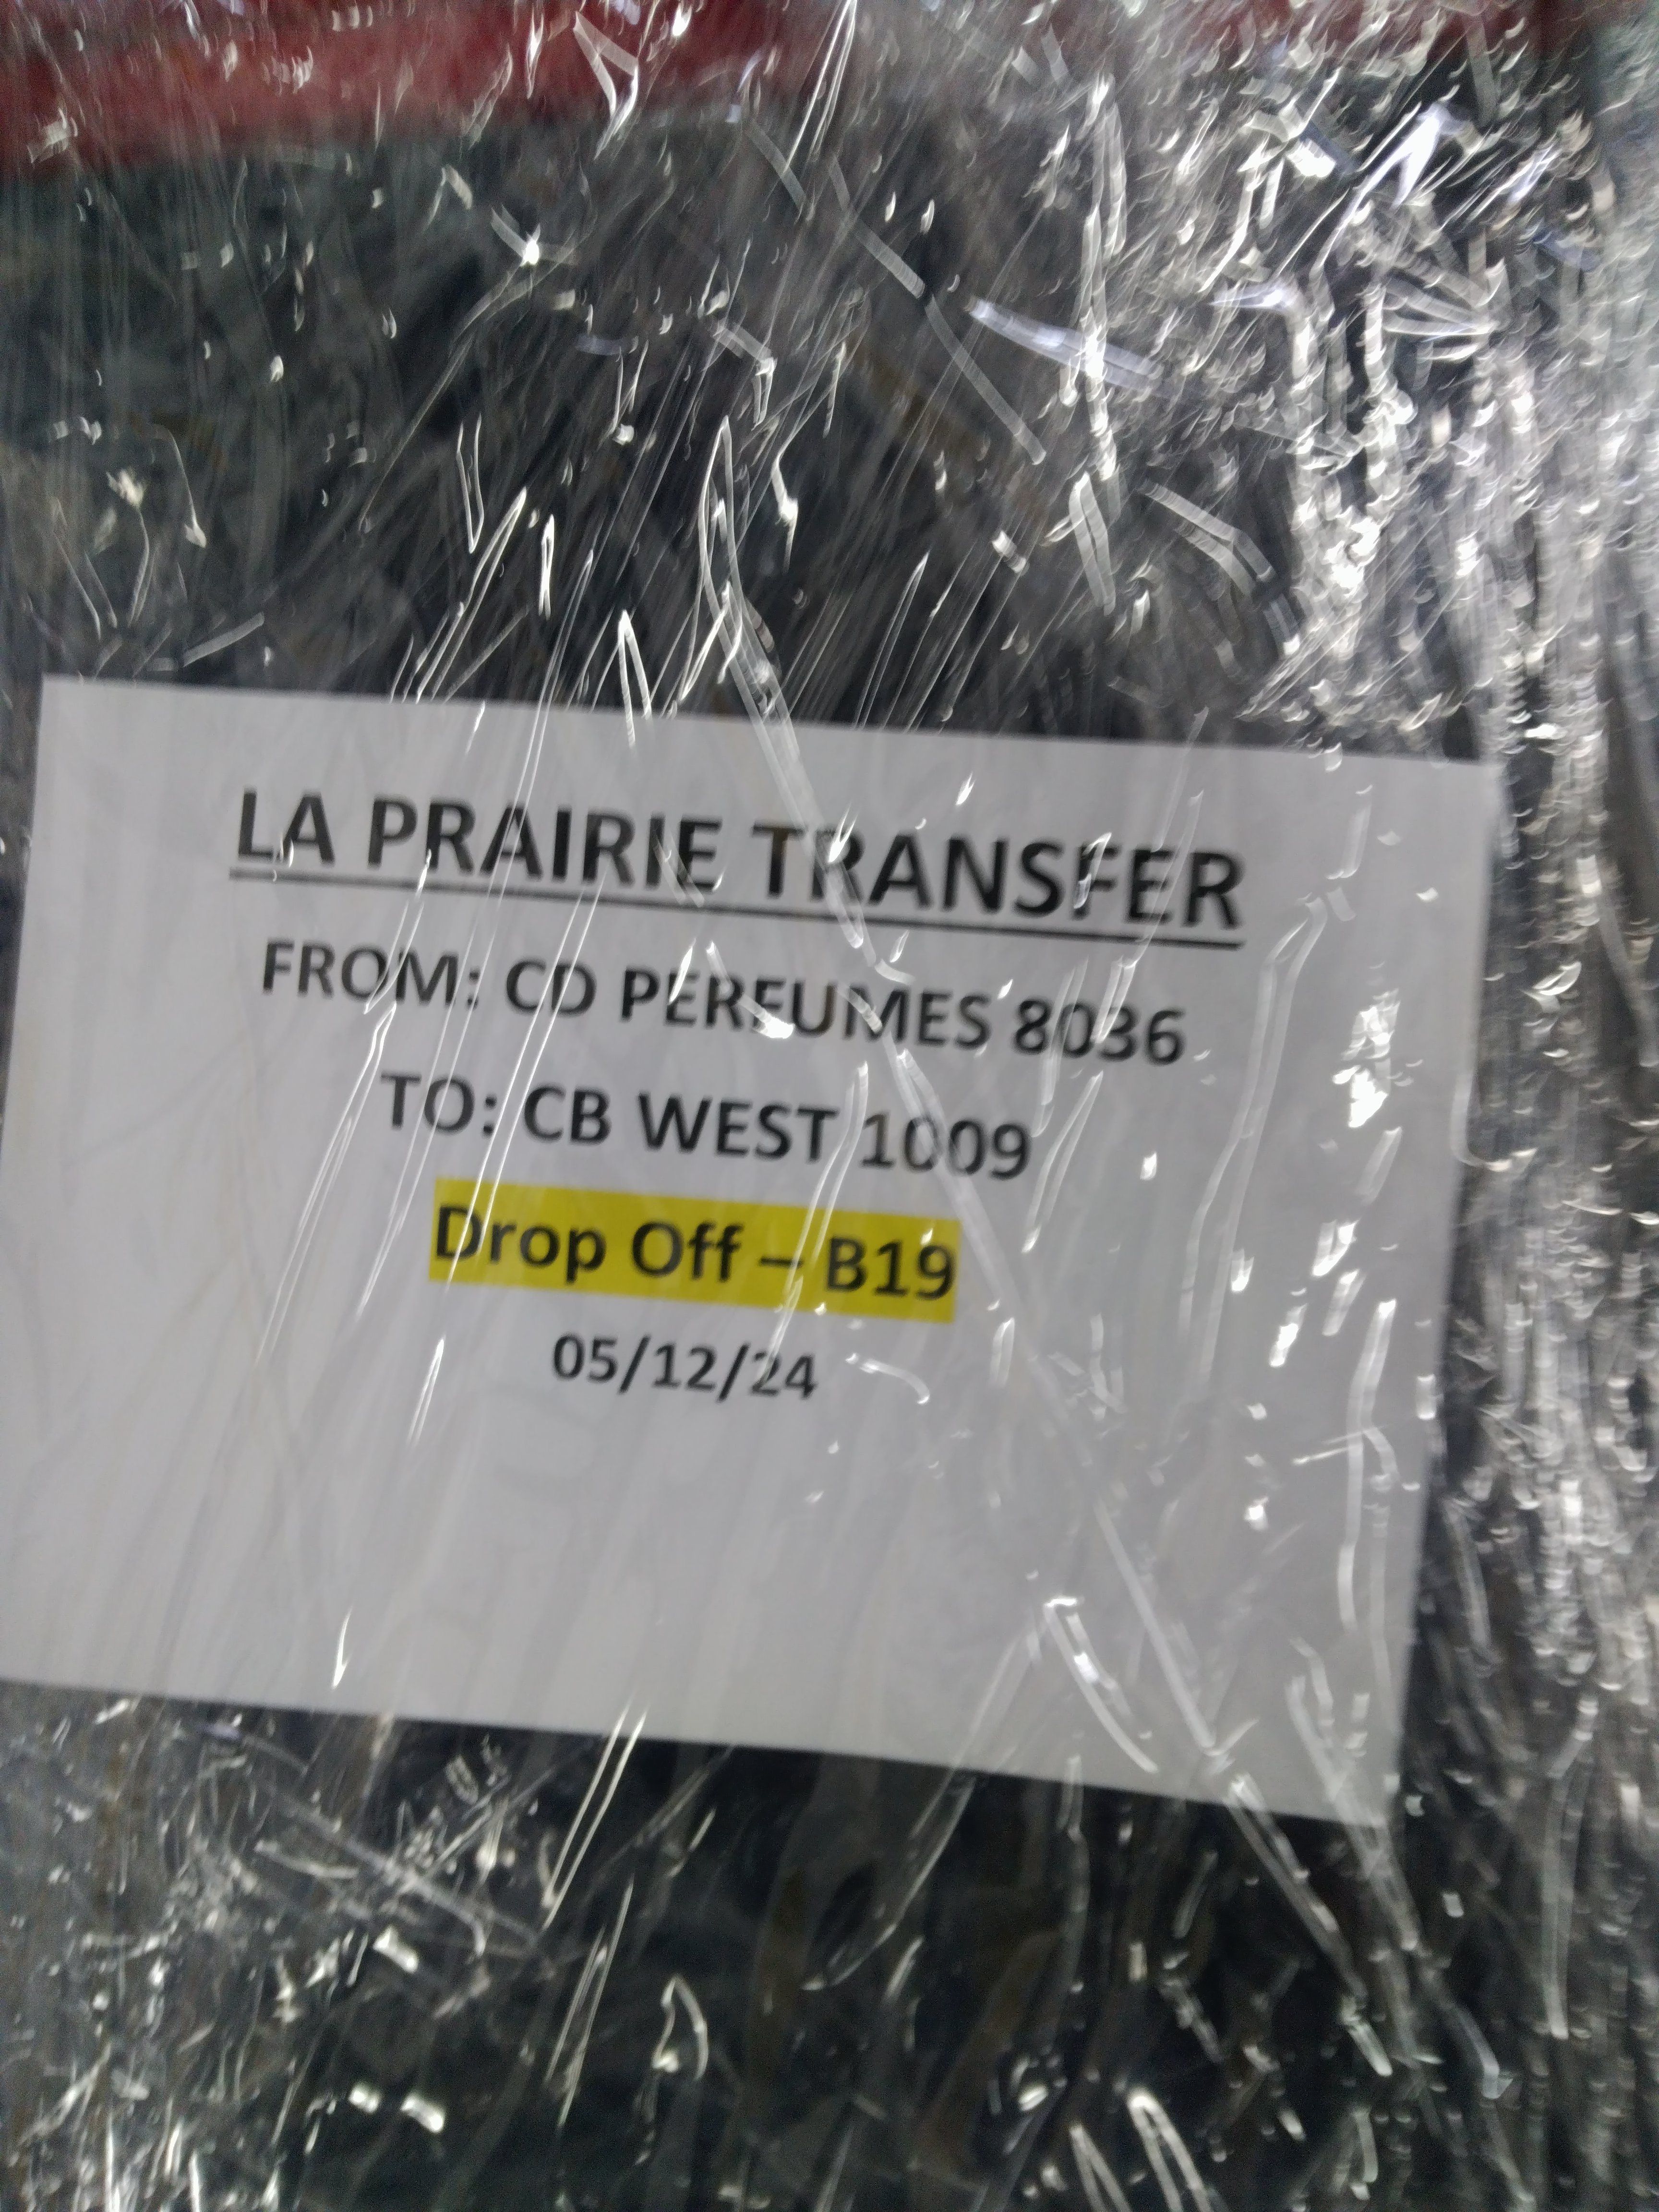 LA PRAIRIE TRANSFER
FROM: CD PERFUMES 8036
TO: CB WEST 1009
Drop Off – B19
05/12/24